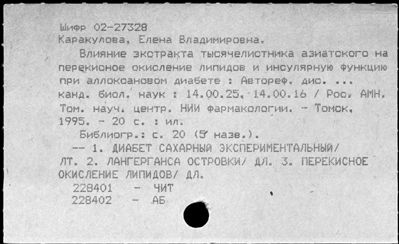 Шифр 02-27328
Каракулова, Елена Владимировна.
Влияние экстракта тысячелистника азиатского на
перекисное окисление липидов и инсулярную функцию
при аллоксановом диабете : Автореф. дис. ...
канд. биол. наук : 14.00.25, 14.00.16 / Рос. АМН.
Том. науч. центр. НИИ фармакологии. - Томск,
1995. - 20 с. : ил.
Библиогр.: с. 20 (5 назв.).
-- 1. ДИАБЕТ САХАРНЫЙ ЭКСПЕРИМЕНТАЛЬНЫЙ/
ЛТ. 2. ЛАНГЕРГАНСА ОСТРОВКИ/ ДЛ. 3. ПЕРЕКИСНОЕ
ОКИСЛЕНИЕ ЛИПИДОВ/ ДЛ.
228401 - ЧИТ
228402 - АБ